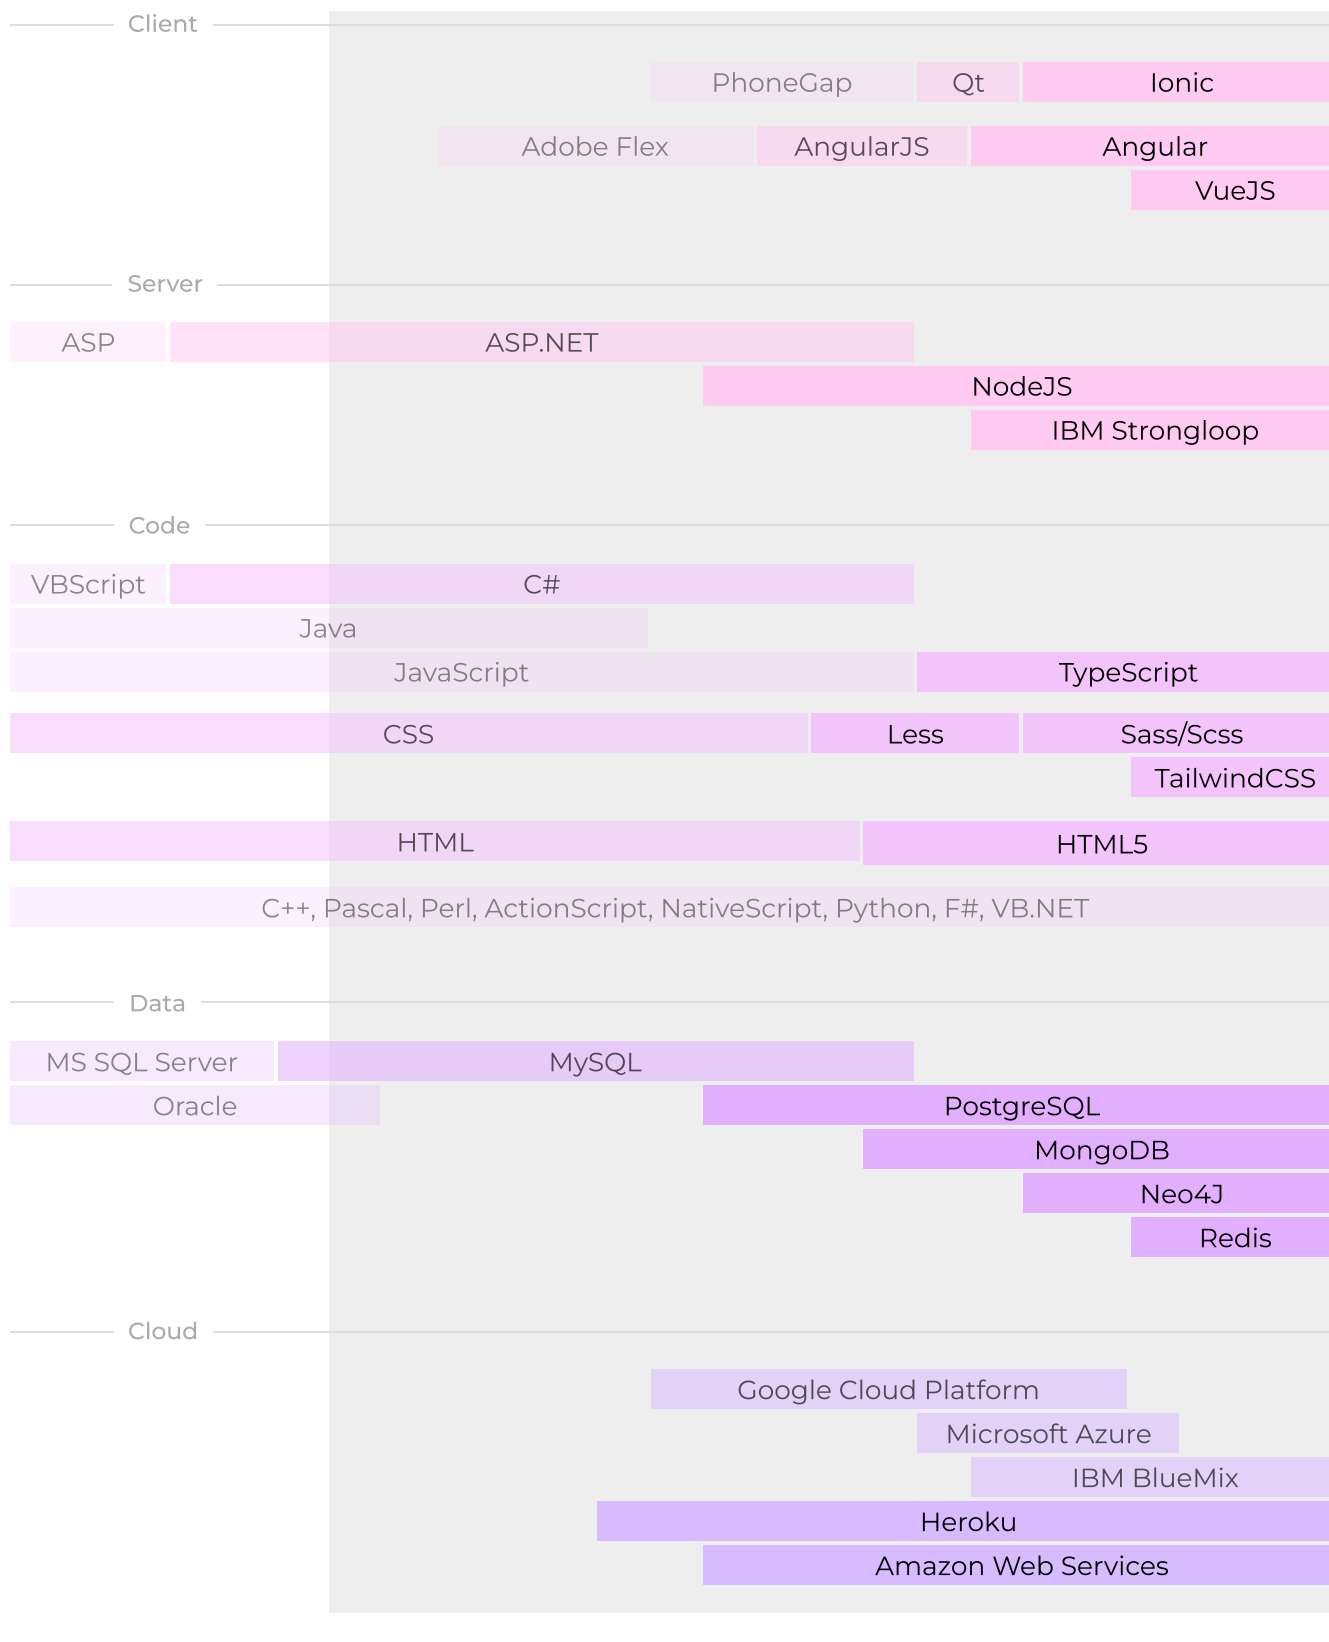 Client
PhoneGap Qt Ionic
Adobe Flex AngularJS Angular
VueJS
Server
ASP ASP.NET
NodeJS
IBM Strongloop
Code
VBScript C#
Java
JavaScript TypeScript
CSS Less Sass/Scss
TailwindCSS
HTML HTML5
C++, Pascal, Perl, ActionScript, NativeScript, Python, F#, VB.NET
Data
MS SQL Server MySQL
Oracle PostgreSQL
MongoDB
Neo4J
Redis
Cloud
Google Cloud Platform
Microsoft Azure
IBM BlueMix
Heroku
Amazon Web Services